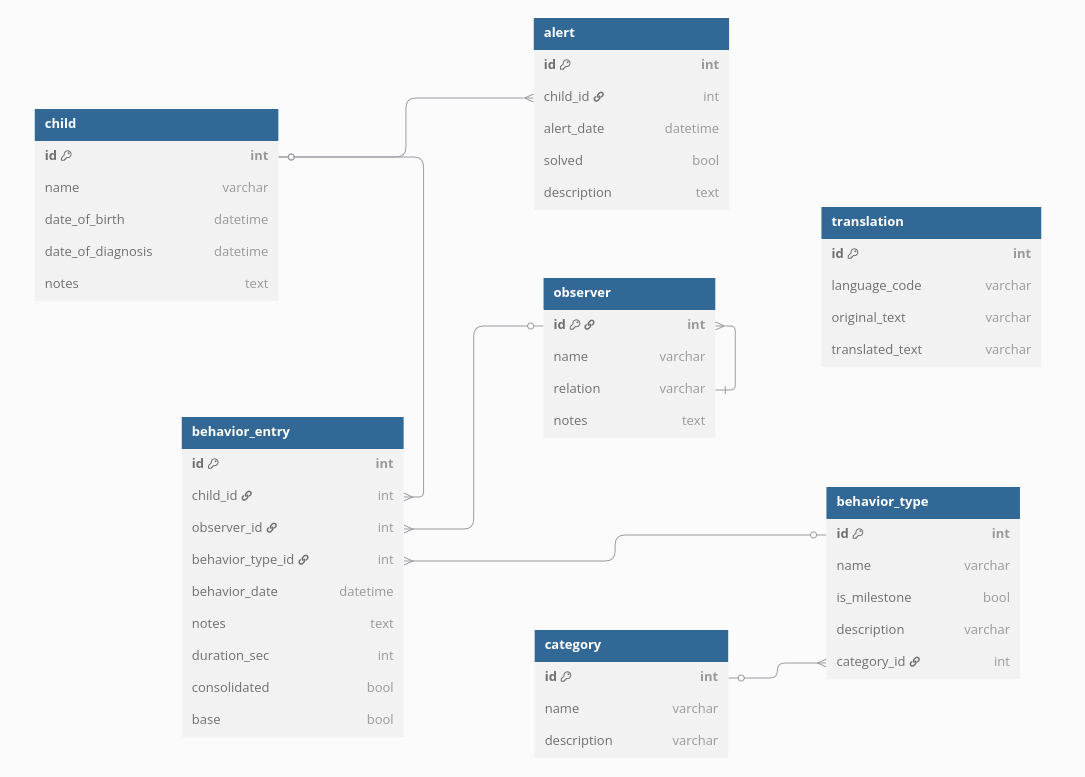 alert
id int
child_id int
alert_date datetime
solved bool
description text
child
id int
name varchar
date_of_birth datetime
date_of_diagnosis datetime
notes text
translation
id int
language_code varchar
original_text varchar
translated_text varchar
observer
id int
name varchar
relation varchar
notes text
behavior_entry
id int
child_id int
observer_id int
behavior_type_id int
behavior_date datetime
notes text
duration_sec int
consolidated bool
base bool
behavior_type
id int
name varchar
is_milestone bool
description varchar
category_id int
category
id int
name varchar
description varchar